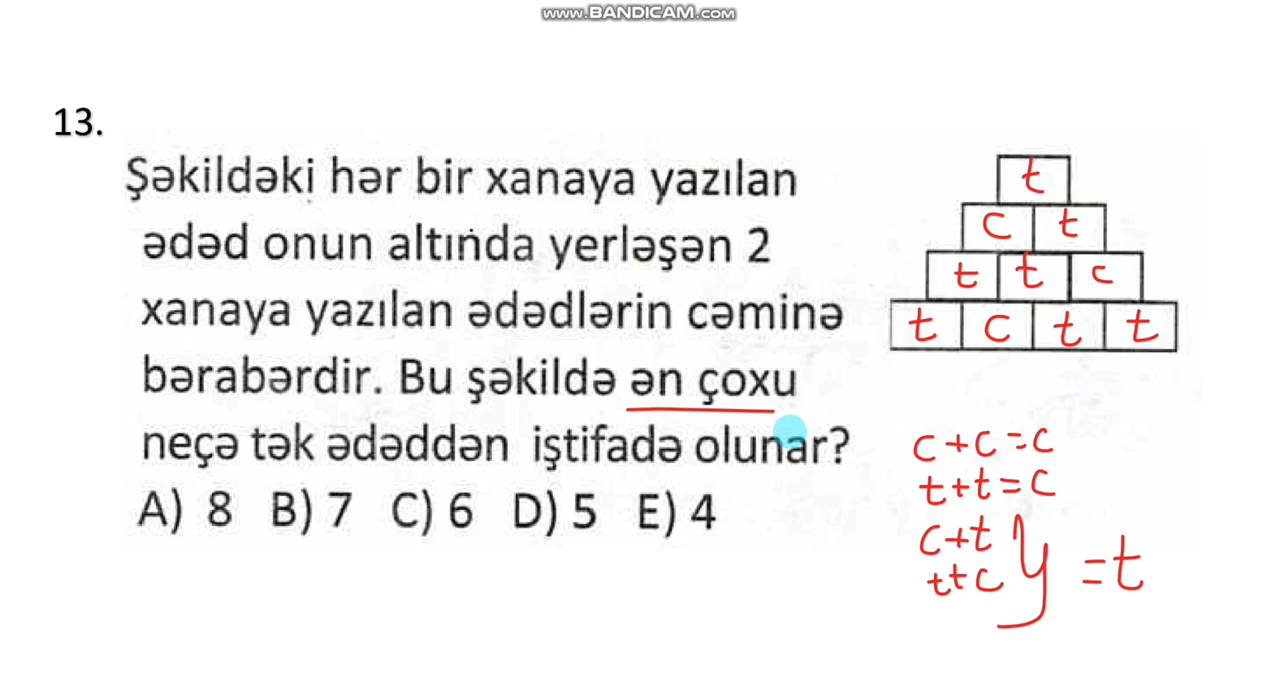 www.BANDICAM.com
13.
Şəkildəki hər bir xanaya yazılan
ədəd onun altında yerləşən 2
xanaya yazılan ədədlərin cəminə
bərabərdir. Bu şəkildə ən çoxu
neçə tək ədəddən iştifadə olunar?
A) 8 B) 7 C) 6 D) 5 E) 4
t
c t
t t c
t c t t
c+c=c
t+t=c
c+t
t+c
=t